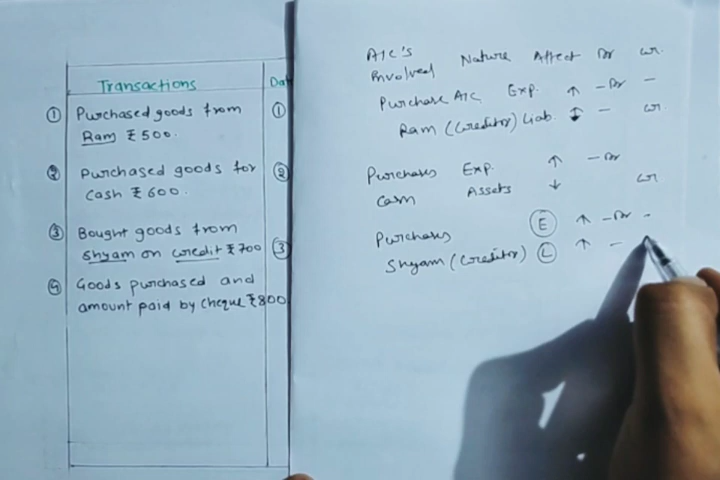 Transactions
① Purchased goods from
Ram ₹500.
② Purchased goods for
cash ₹600.
③ Bought goods from
Shyam on credit ₹700
④ Goods purchased and
amount paid by cheque ₹800
Dat
①
②
③
A/C's Nature Affect Dr Cr.
Involved
Purchase A/C Exp. ↑ - Dr -
Ram (Creditor) Liab. ↑ - Cr
Purchases Exp. ↑ - Dr
Cash Assets ↓ Cr
Purchases Ⓔ ↑ - Dr -
Shyam (Creditor) Ⓛ ↑ -